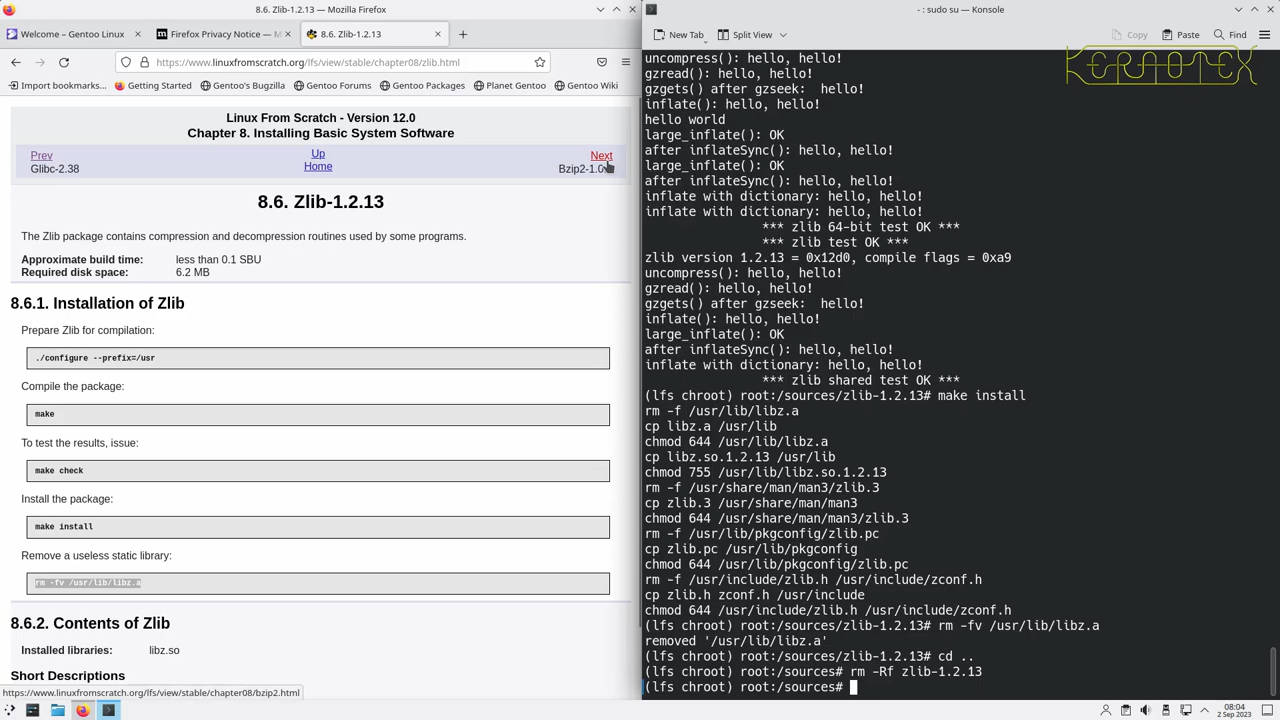 8.6. Zlib-1.2.13 — Mozilla Firefox
Welcome – Gentoo Linux
Firefox Privacy Notice — M
8.6. Zlib-1.2.13
https://www.linuxfromscratch.org/lfs/view/stable/chapter08/zlib.html
Import bookmarks...
Getting Started
Gentoo's Bugzilla
Gentoo Forums
Gentoo Packages
Planet Gentoo
Gentoo Wiki
Linux From Scratch - Version 12.0
Chapter 8. Installing Basic System Software
Prev
Up
Next
Glibc-2.38
Home
Bzip2-1.0
8.6. Zlib-1.2.13
The Zlib package contains compression and decompression routines used by some programs.
Approximate build time: less than 0.1 SBU
Required disk space: 6.2 MB
8.6.1. Installation of Zlib
Prepare Zlib for compilation:
./configure --prefix=/usr
Compile the package:
make
To test the results, issue:
make check
Install the package:
make install
Remove a useless static library:
rm -fv /usr/lib/libz.a
8.6.2. Contents of Zlib
Installed libraries: libz.so
Short Descriptions
https://www.linuxfromscratch.org/lfs/view/stable/chapter08/bzip2.html
- : sudo su — Konsole
New Tab
Split View
Copy
Paste
Find
KERNOTEX
uncompress(): hello, hello!
gzread(): hello, hello!
gzgets() after gzseek:  hello!
inflate(): hello, hello!
hello world
large_inflate(): OK
after inflateSync(): hello, hello!
large_inflate(): OK
after inflateSync(): hello, hello!
inflate with dictionary: hello, hello!
inflate with dictionary: hello, hello!
*** zlib 64-bit test OK ***
*** zlib test OK ***
zlib version 1.2.13 = 0x12d0, compile flags = 0xa9
uncompress(): hello, hello!
gzread(): hello, hello!
gzgets() after gzseek:  hello!
inflate(): hello, hello!
large_inflate(): OK
after inflateSync(): hello, hello!
inflate with dictionary: hello, hello!
*** zlib shared test OK ***
(lfs chroot) root:/sources/zlib-1.2.13# make install
rm -f /usr/lib/libz.a
cp libz.a /usr/lib
chmod 644 /usr/lib/libz.a
cp libz.so.1.2.13 /usr/lib
chmod 755 /usr/lib/libz.so.1.2.13
rm -f /usr/share/man/man3/zlib.3
cp zlib.3 /usr/share/man/man3
chmod 644 /usr/share/man/man3/zlib.3
rm -f /usr/lib/pkgconfig/zlib.pc
cp zlib.pc /usr/lib/pkgconfig
chmod 644 /usr/lib/pkgconfig/zlib.pc
rm -f /usr/include/zlib.h /usr/include/zconf.h
cp zlib.h zconf.h /usr/include
chmod 644 /usr/include/zlib.h /usr/include/zconf.h
(lfs chroot) root:/sources/zlib-1.2.13# rm -fv /usr/lib/libz.a
removed '/usr/lib/libz.a'
(lfs chroot) root:/sources/zlib-1.2.13# cd ..
(lfs chroot) root:/sources# rm -Rf zlib-1.2.13
(lfs chroot) root:/sources#
08:04
2 Sep 2023